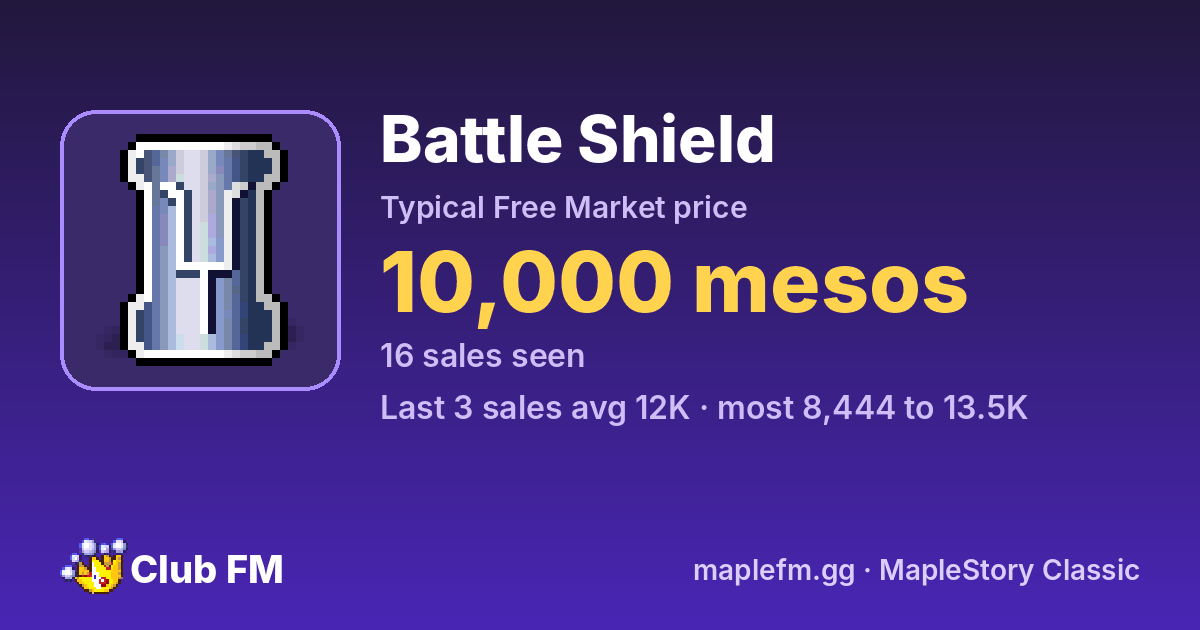 Battle Shield
Typical Free Market price
10,000 mesos
16 sales seen
Last 3 sales avg 12K · most 8,444 to 13.5K
Club FM
maplefm.gg · MapleStory Classic